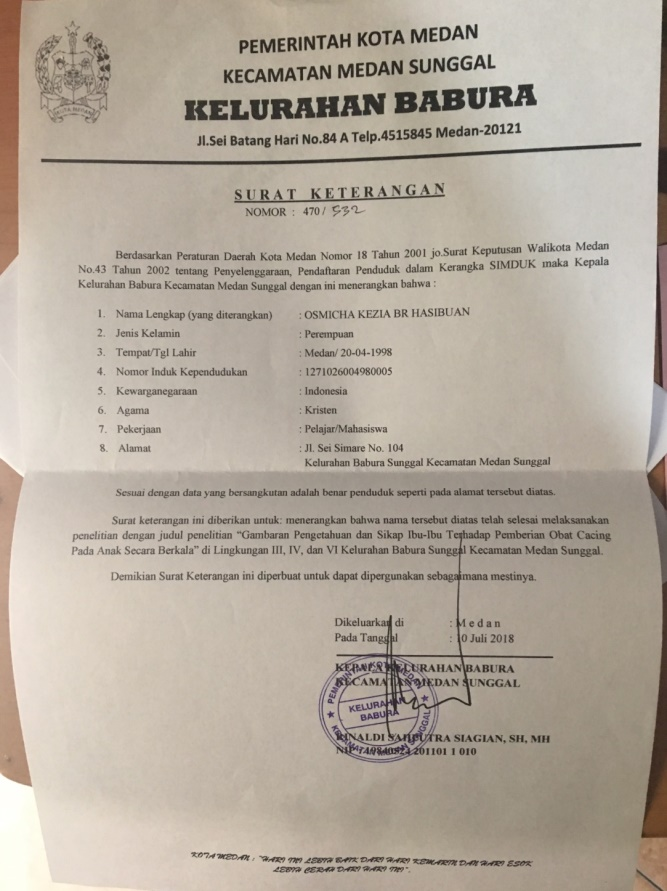 PEMERINTAH KOTA MEDAN
KECAMATAN MEDAN SUNGGAL
KELURAHAN BABURA
Jl.Sei Batang Hari No.84 A Telp.4515845 Medan-20121
SURAT KETERANGAN
NOMOR : 470/ 532
Berdasarkan Peraturan Daerah Kota Medan Nomor 18 Tahun 2001 jo.Surat Keputusan Walikota Medan
No.43 Tahun 2002 tentang Penyelenggaraan, Pendaftaran Penduduk dalam Kerangka SIMDUK maka Kepala
Kelurahan Babura Kecamatan Medan Sunggal dengan ini menerangkan bahwa :
1. Nama Lengkap (yang diterangkan) : OSMICHA KEZIA BR HASIBUAN
2. Jenis Kelamin : Perempuan
3. Tempat/Tgl Lahir : Medan/ 20-04-1998
4. Nomor Induk Kependudukan : 1271026004980005
5. Kewarganegaraan : Indonesia
6. Agama : Kristen
7. Pekerjaan : Pelajar/Mahasiswa
8. Alamat : Jl. Sei Simare No. 104
Kelurahan Babura Sunggal Kecamatan Medan Sunggal
Sesuai dengan data yang bersangkutan adalah benar penduduk seperti pada alamat tersebut diatas.
Surat keterangan ini diberikan untuk: menerangkan bahwa nama tersebut diatas telah selesai melaksanakan
penelitian dengan judul penelitian “Gambaran Pengetahuan dan Sikap Ibu-Ibu Terhadap Pemberian Obat Cacing
Pada Anak Secara Berkala” di Lingkungan III, IV, dan VI Kelurahan Babura Sunggal Kecamatan Medan Sunggal.
Demikian Surat Keterangan ini diperbuat untuk dapat dipergunakan sebagaimana mestinya.
Dikeluarkan di : Medan
Pada Tanggal : 10 Juli 2018
KEPALA KELURAHAN BABURA
KECAMATAN MEDAN SUNGGAL
PEMERINTAH KOTA MEDAN
KELURAHAN
BABURA
KECAMATAN MEDAN SUNGGAL
RINALDI SAHPUTRA SIAGIAN, SH, MH
NIP. 201101 1 010
KOTA MEDAN : "HARI INI LEBIH BAIK DARI HARI KEMARIN DAN HARI ESOK
LEBIH CERAH DARI HARI INI".